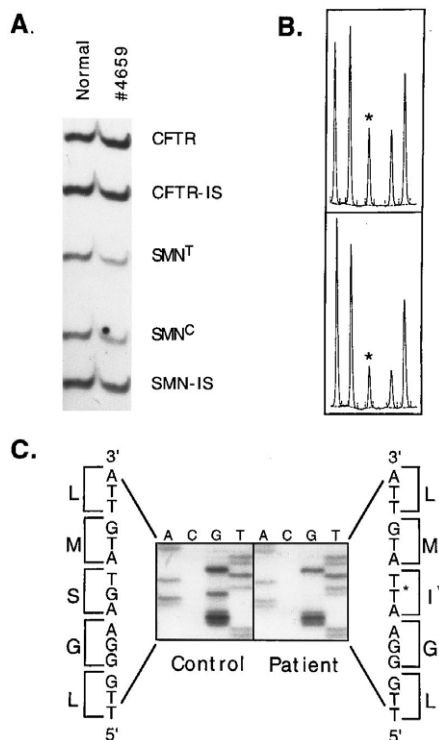 A.
Normal
#4659
CFTR
CFTR-IS
SMNᵀ
SMNᶜ
SMN-IS
B.
*
*
C.
3'
A
L T
T
G
M T
A
T
S G
A
A
G G
G
G
L T
T
5'
A C G T A C G T
Control Patient
3'
A
T L
T
G
T M
A
T
T * I
A
A
G G
G
G
T L
T
5'